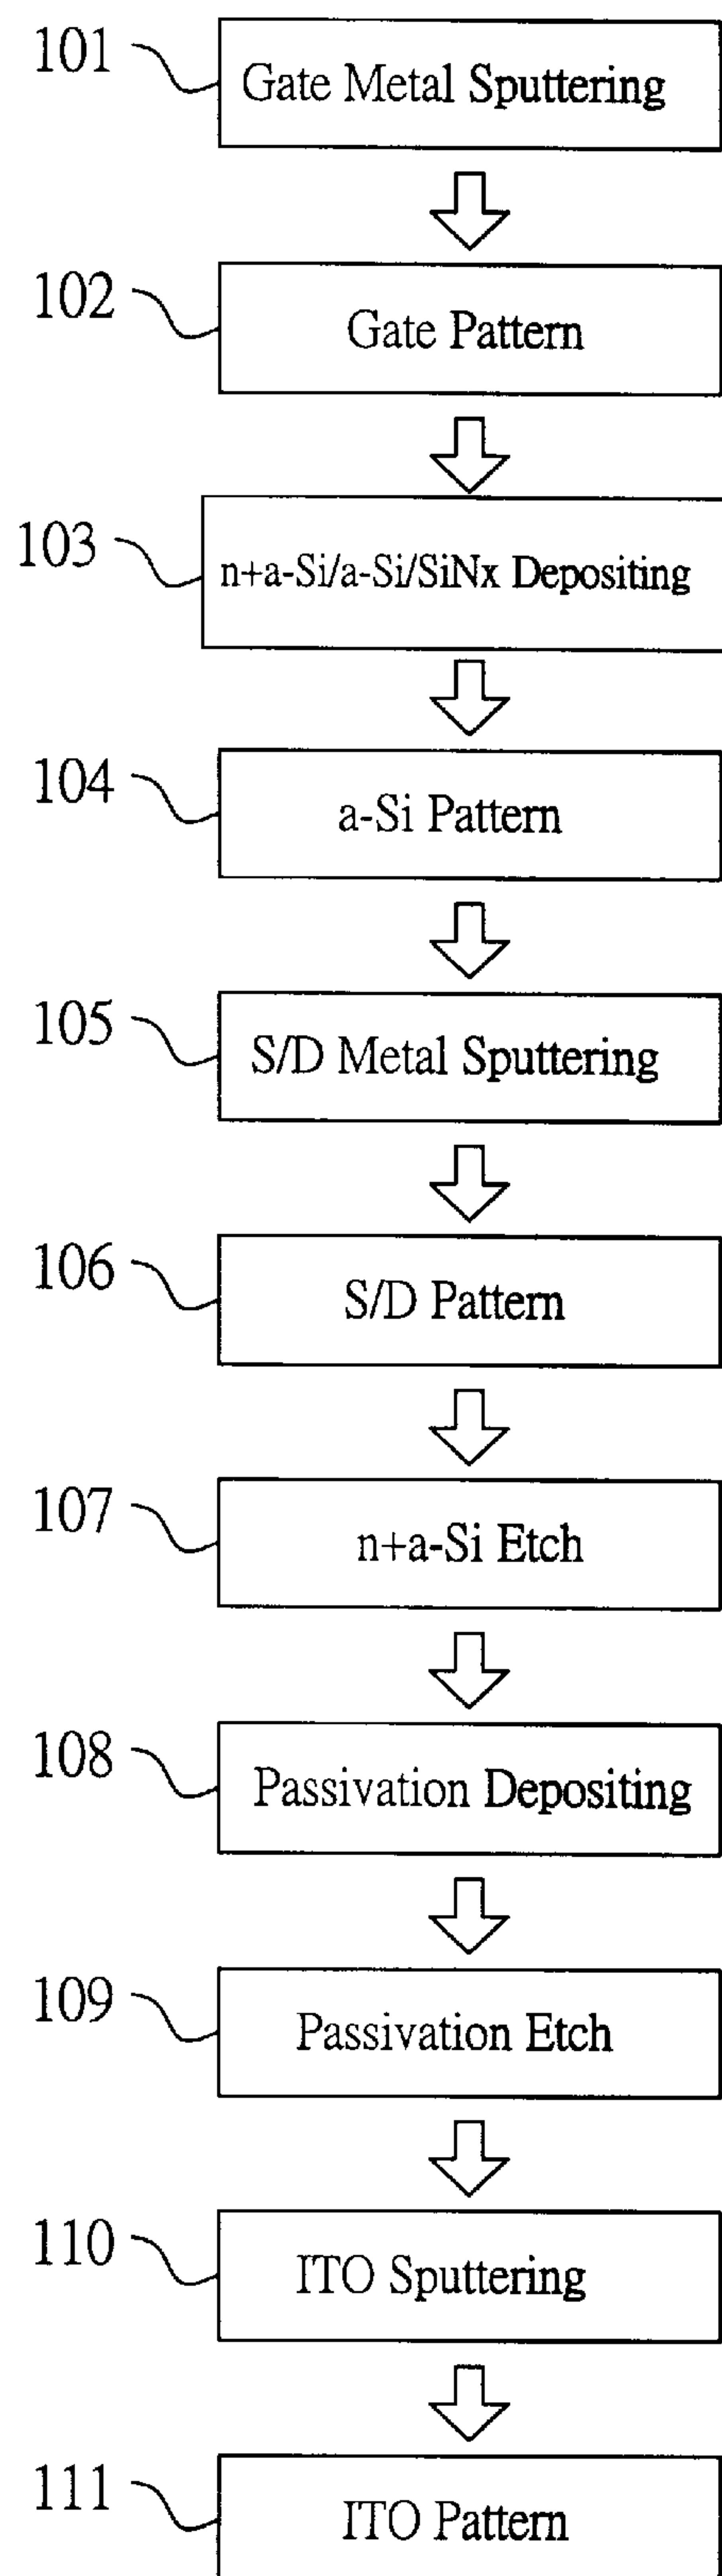 101 Gate Metal Sputtering
102 Gate Pattern
103 n+a-Si/a-Si/SiNx Depositing
104 a-Si Pattern
105 S/D Metal Sputtering
106 S/D Pattern
107 n+a-Si Etch
108 Passivation Depositing
109 Passivation Etch
110 ITO Sputtering
111 ITO Pattern